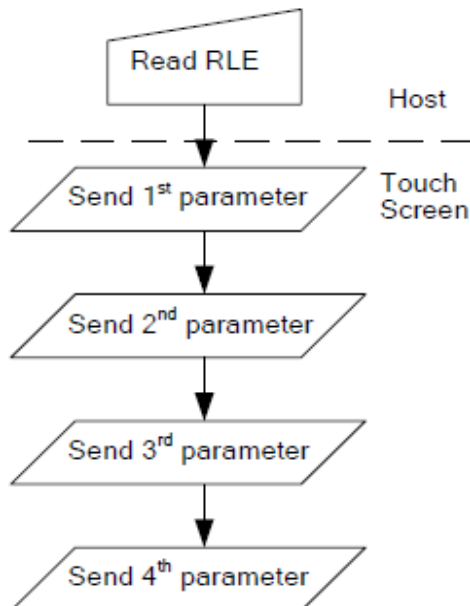 Read RLE
Host
Send 1st parameter
Touch
Screen
Send 2nd parameter
Send 3rd parameter
Send 4th parameter